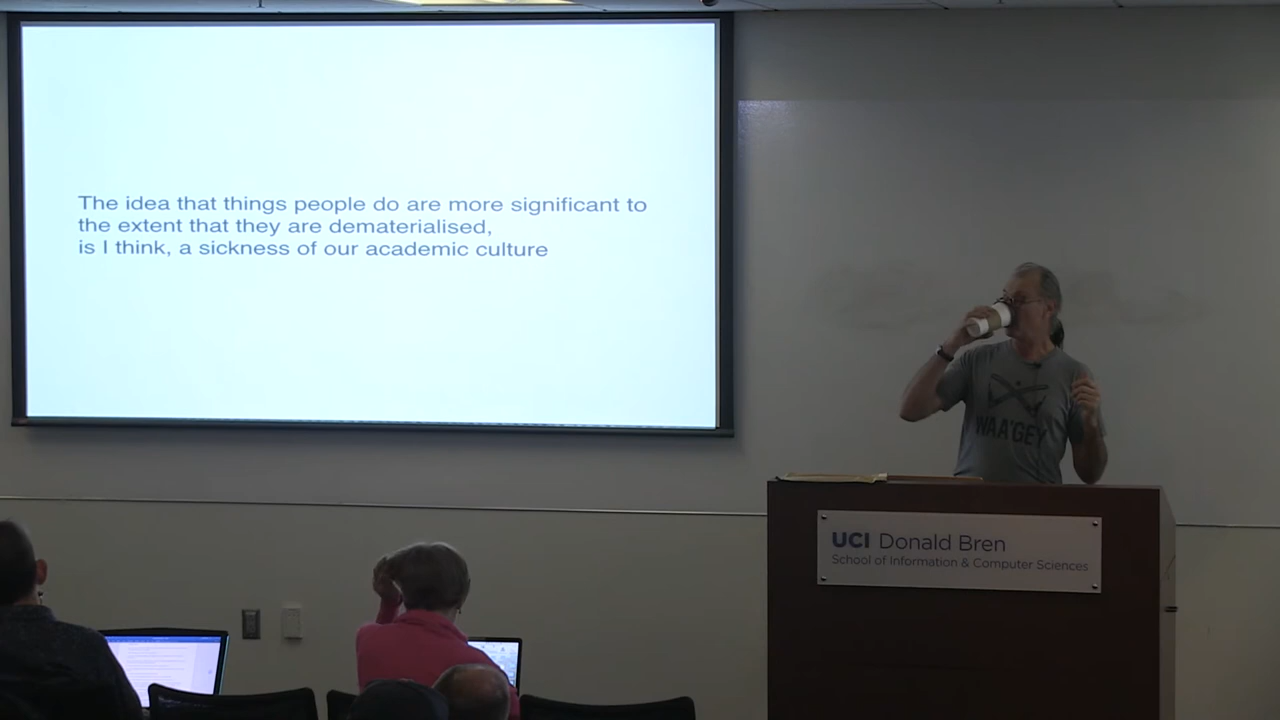 The idea that things people do are more significant to
the extent that they are dematerialised,
is I think, a sickness of our academic culture
WAA'GEY
UCI Donald Bren
School of Information & Computer Sciences